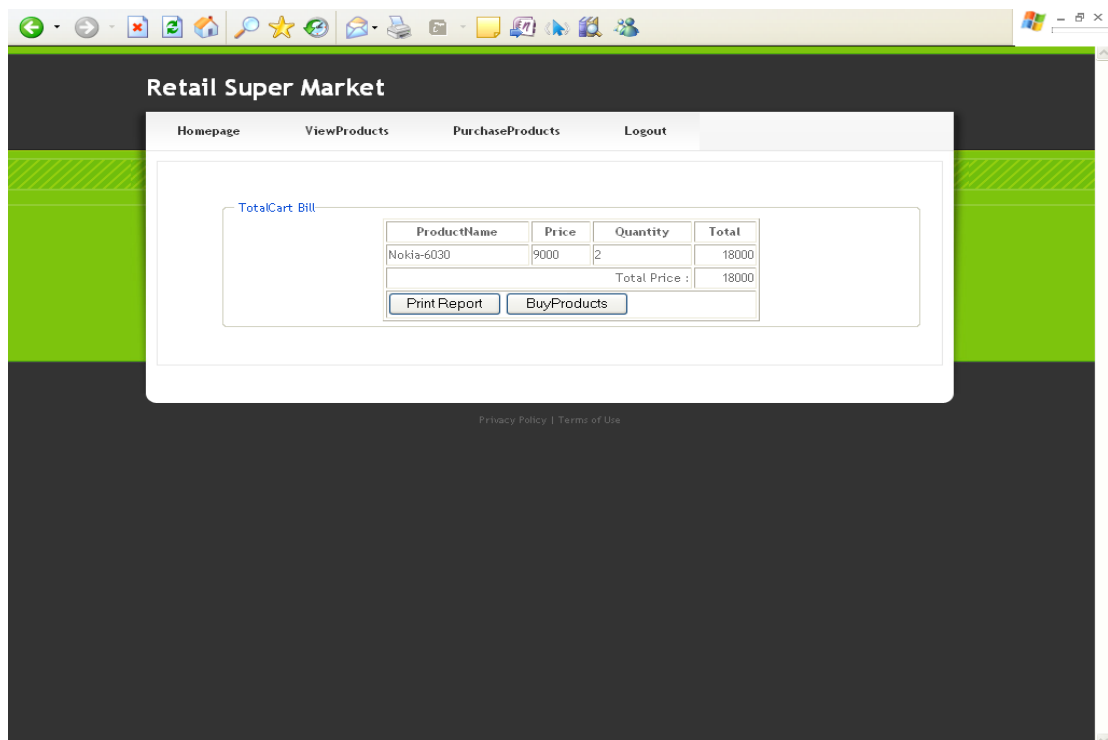 Retail Super Market
Homepage ViewProducts PurchaseProducts Logout
TotalCart Bill
ProductName Price Quantity Total
Nokia-6030 9000 2 18000
Total Price : 18000
Print Report BuyProducts
Privacy Policy | Terms of Use